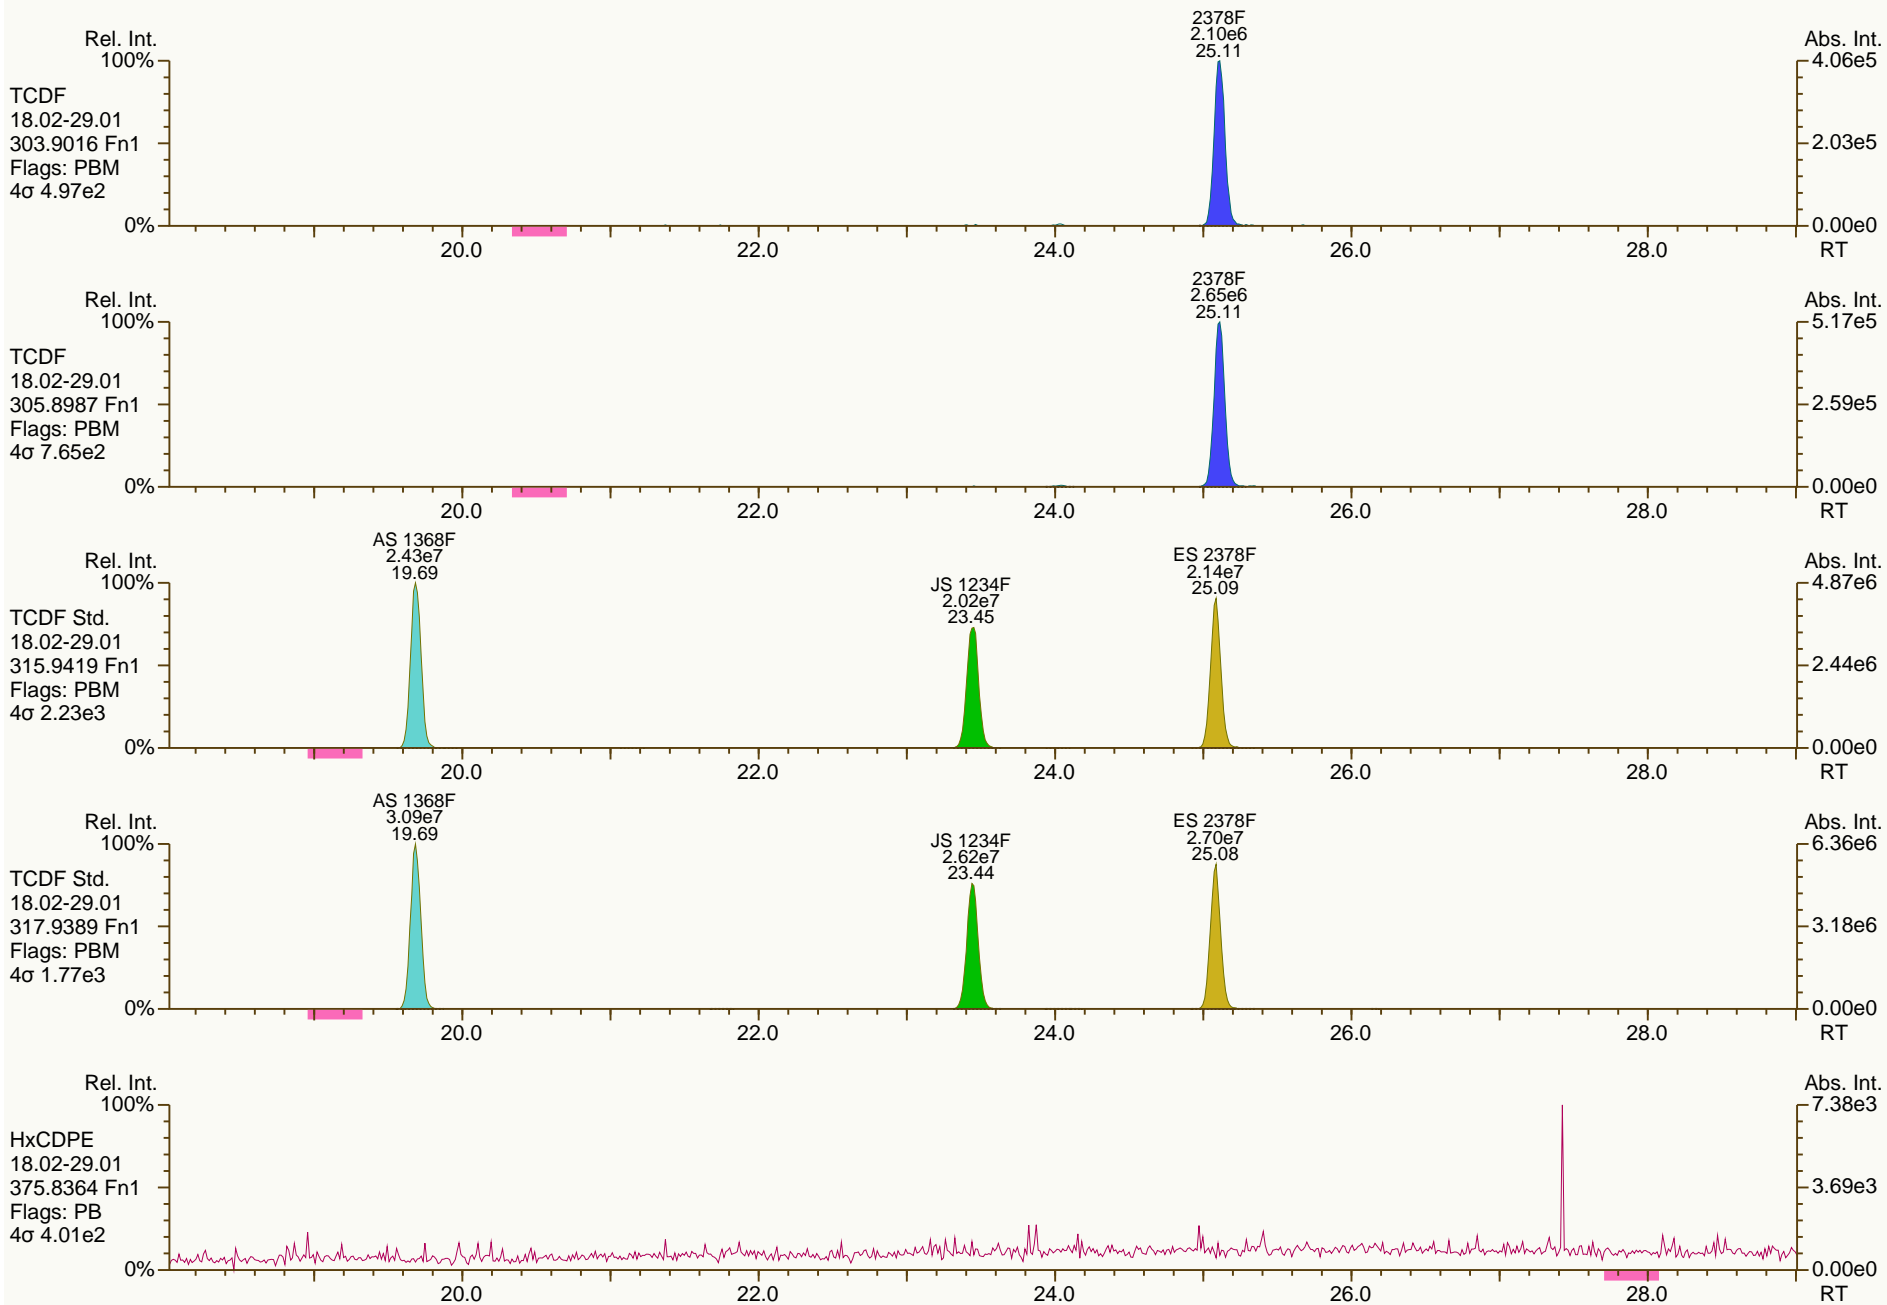 2378F
2.10e6
25.11
Rel. Int.
Abs. Int.
100%
4.06e5
TCDF
18.02-29.01
303.9016 Fn1
2.03e5
Flags: PBM
4σ 4.97e2
0%
0.00e0
20.0 22.0 24.0 26.0 28.0 RT
2378F
2.65e6
25.11
Rel. Int.
Abs. Int.
100%
5.17e5
TCDF
18.02-29.01
305.8987 Fn1
2.59e5
Flags: PBM
4σ 7.65e2
0%
0.00e0
20.0 22.0 24.0 26.0 28.0 RT
AS 1368F
2.43e7
19.69
JS 1234F
2.02e7
23.45
ES 2378F
2.14e7
25.09
Rel. Int.
Abs. Int.
100%
4.87e6
TCDF Std.
18.02-29.01
315.9419 Fn1
2.44e6
Flags: PBM
4σ 2.23e3
0%
0.00e0
20.0 22.0 24.0 26.0 28.0 RT
AS 1368F
3.09e7
19.69
JS 1234F
2.62e7
23.44
ES 2378F
2.70e7
25.08
Rel. Int.
Abs. Int.
100%
6.36e6
TCDF Std.
18.02-29.01
317.9389 Fn1
3.18e6
Flags: PBM
4σ 1.77e3
0%
0.00e0
20.0 22.0 24.0 26.0 28.0 RT
Rel. Int.
Abs. Int.
100%
7.38e3
HxCDPE
18.02-29.01
375.8364 Fn1
3.69e3
Flags: PB
4σ 4.01e2
0%
0.00e0
20.0 22.0 24.0 26.0 28.0 RT